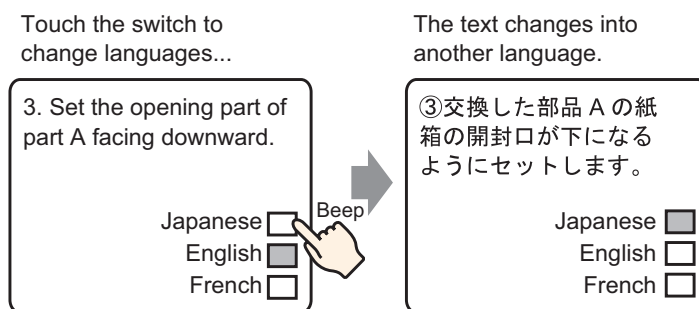 Touch the switch to
change languages...
3. Set the opening part of
part A facing downward.
Japanese
English
French
Beep
The text changes into
another language.
③交換した部品 A の紙
箱の開封口が下になる
ようにセットします。
Japanese
English
French